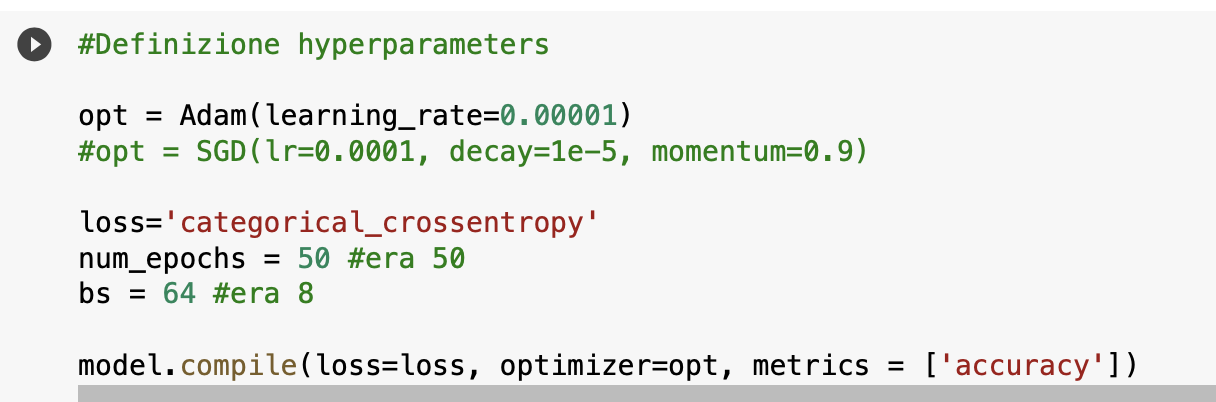 #Definizione hyperparameters
opt = Adam(learning_rate=0.00001)
#opt = SGD(lr=0.0001, decay=1e-5, momentum=0.9)
loss='categorical_crossentropy'
num_epochs = 50 #era 50
bs = 64 #era 8
model.compile(loss=loss, optimizer=opt, metrics = ['accuracy'])